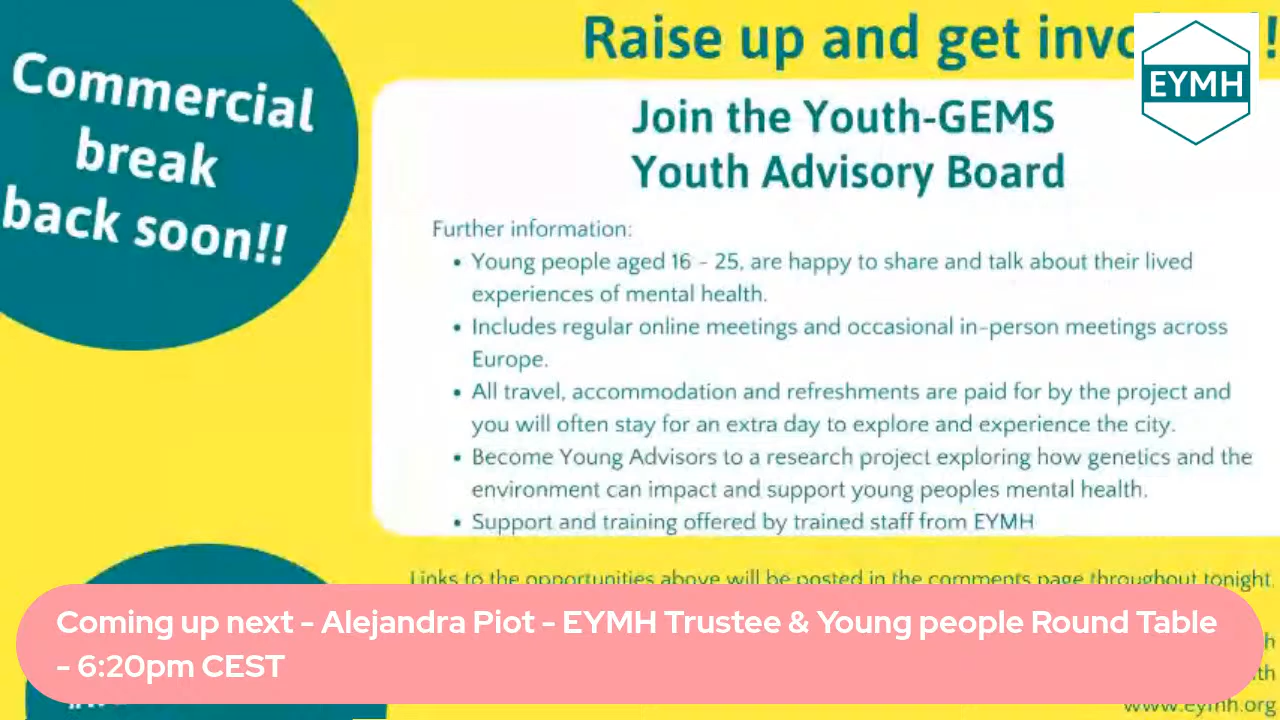 Commercial
break
back soon!!
Raise up and get
EYMH
Join the Youth-GEMS
Youth Advisory Board
Further information:
• Young people aged 16 - 25, are happy to share and talk about their lived
experiences of mental health.
• Includes regular online meetings and occasional in-person meetings across
Europe.
• All travel, accommodation and refreshments are paid for by the project and
you will often stay for an extra day to explore and experience the city.
• Become Young Advisors to a research project exploring how genetics and the
environment can impact and support young peoples mental health.
• Support and training offered by trained staff from EYMH
Links to the opportunities above will be posted in the comments page throughout tonight.
Coming up next - Alejandra Piot - EYMH Trustee & Young people Round Table
- 6:20pm CEST
www.eymh.org